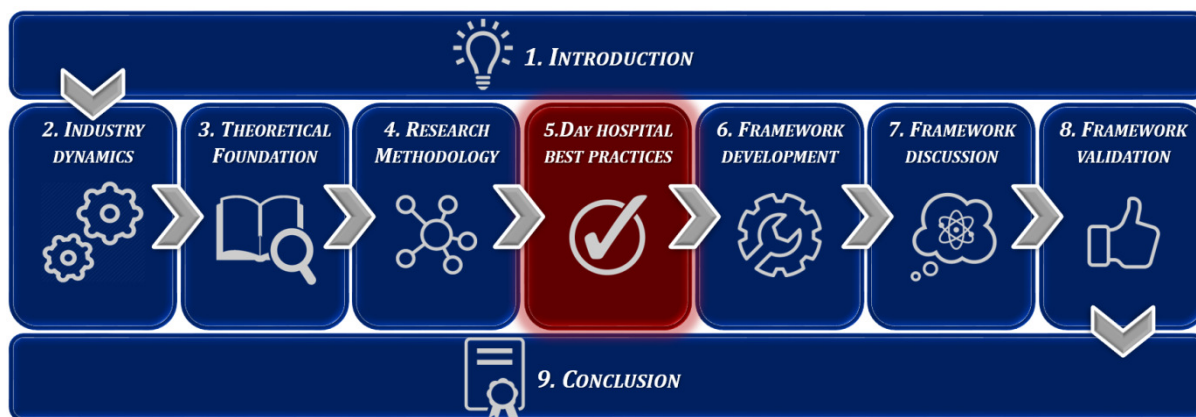 1. INTRODUCTION
2. INDUSTRY
DYNAMICS
3. THEORETICAL
FOUNDATION
4. RESEARCH
METHODOLOGY
5.DAY HOSPITAL
BEST PRACTICES
6. FRAMEWORK
DEVELOPMENT
7. FRAMEWORK
DISCUSSION
8. FRAMEWORK
VALIDATION
9. CONCLUSION